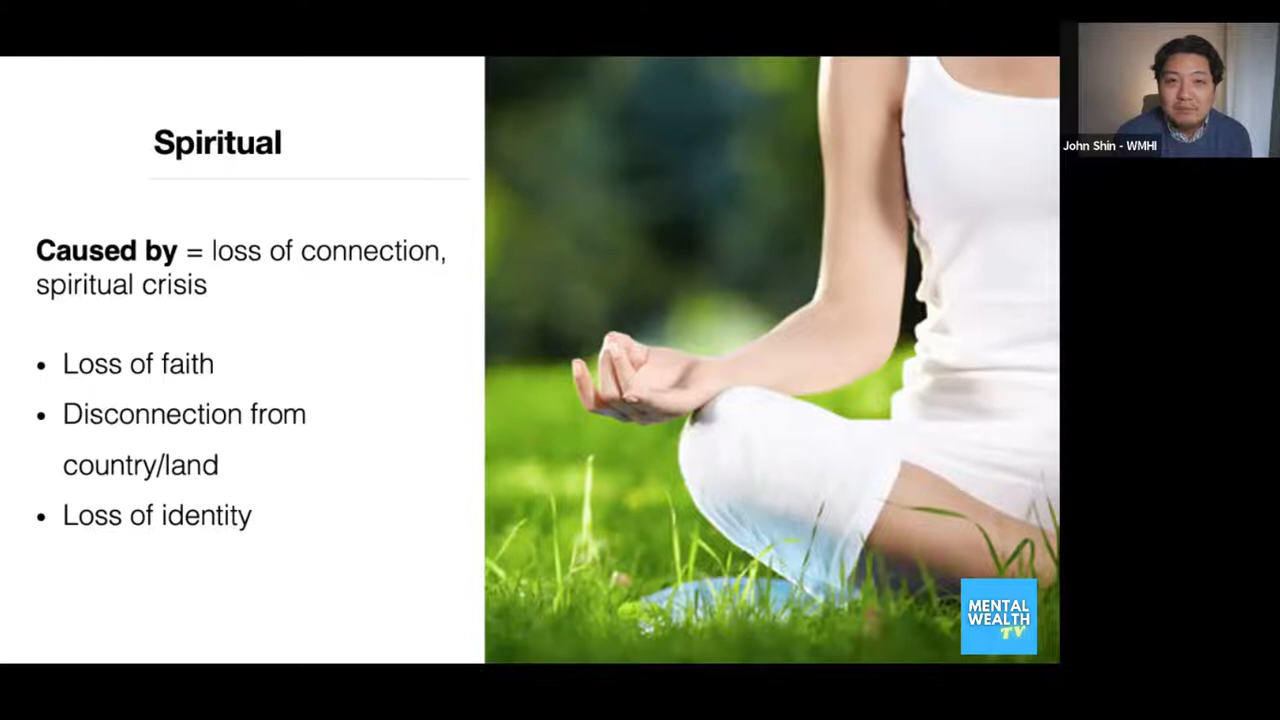 Spiritual
Caused by = loss of connection,
spiritual crisis
• Loss of faith
• Disconnection from
country/land
• Loss of identity
MENTAL
WEALTH
TV
John Shin - WMHI